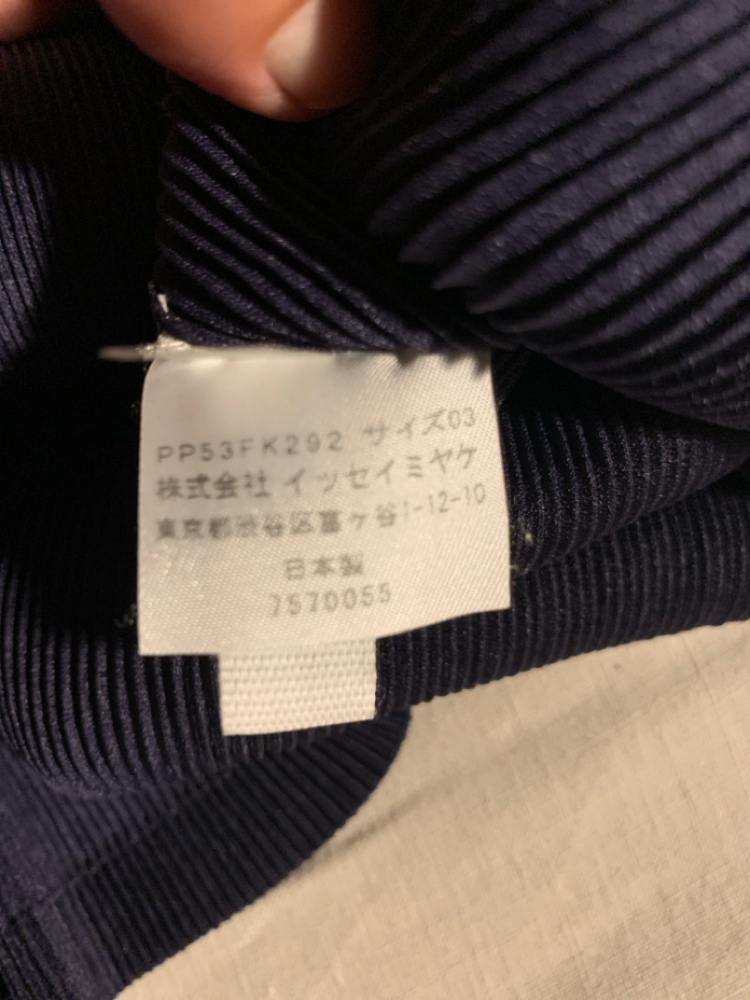 PP53FK292 サイズ03
株式会社 イッセイミヤケ
東京都渋谷区富ヶ谷1-12-10
日本製
7570055